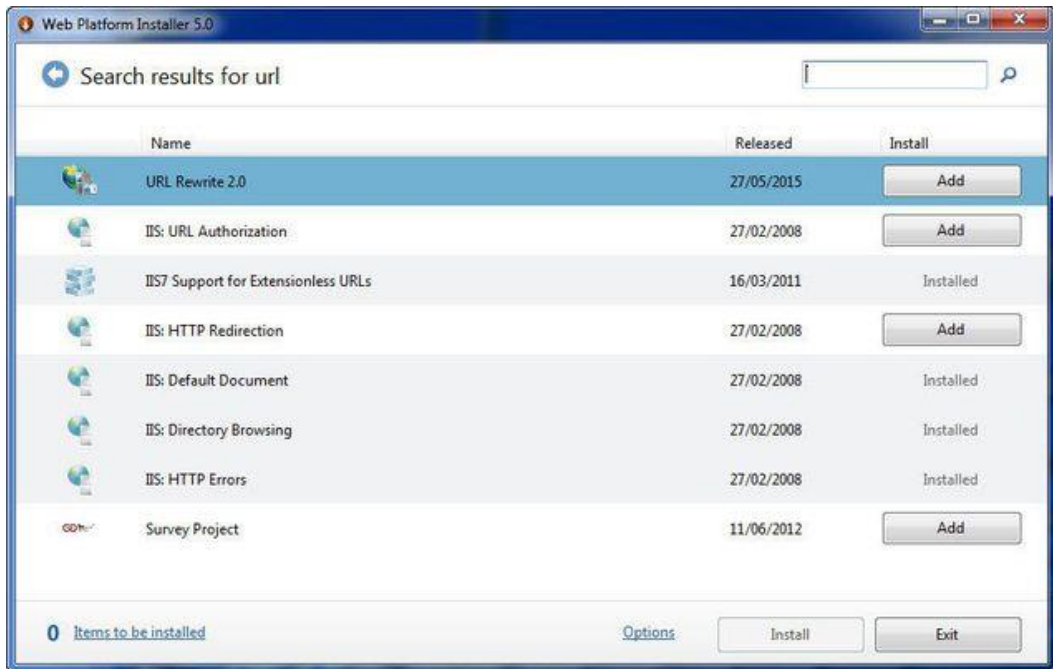 Web Platform Installer 5.0
Search results for url
Name Released Install
URL Rewrite 2.0 27/05/2015 Add
IIS: URL Authorization 27/02/2008 Add
IIS7 Support for Extensionless URLs 16/03/2011 Installed
IIS: HTTP Redirection 27/02/2008 Add
IIS: Default Document 27/02/2008 Installed
IIS: Directory Browsing 27/02/2008 Installed
IIS: HTTP Errors 27/02/2008 Installed
Survey Project 11/06/2012 Add
0 Items to be installed Options Install Exit